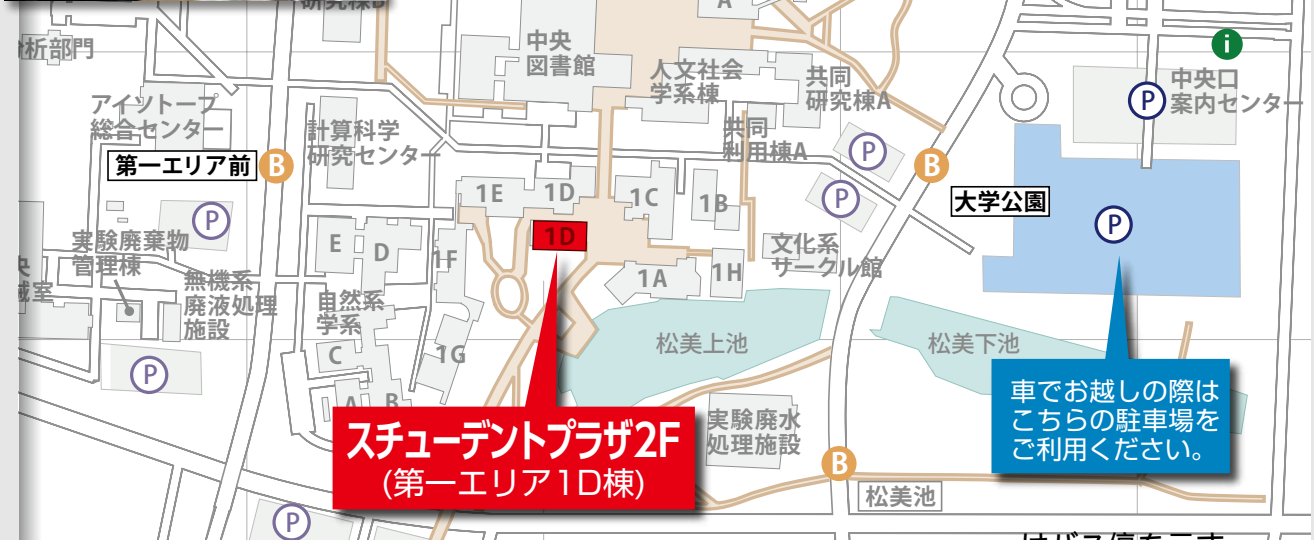 研究棟B
A
析部門
中央
図書館
人文社会
学系棟
共同
研究棟A
i
中央口
案内センター
P
アイソトープ
総合センター
計算科学
研究センター
共同
利用棟A
P
第一エリア前
B
B
1E
1D
1C
1B
P
大学公園
P
P
1D
E
D
1F
実験廃棄物
管理棟
文化系
サークル館
1A
1H
無機系
廃液処理
施設
自然系
学系
C
1G
松美上池
松美下池
P
A
B
車でお越しの際は
こちらの駐車場を
ご利用ください。
スチューデントプラザ2F
(第一エリア1D棟)
実験廃水
処理施設
B
松美池
P
はバス停を示す